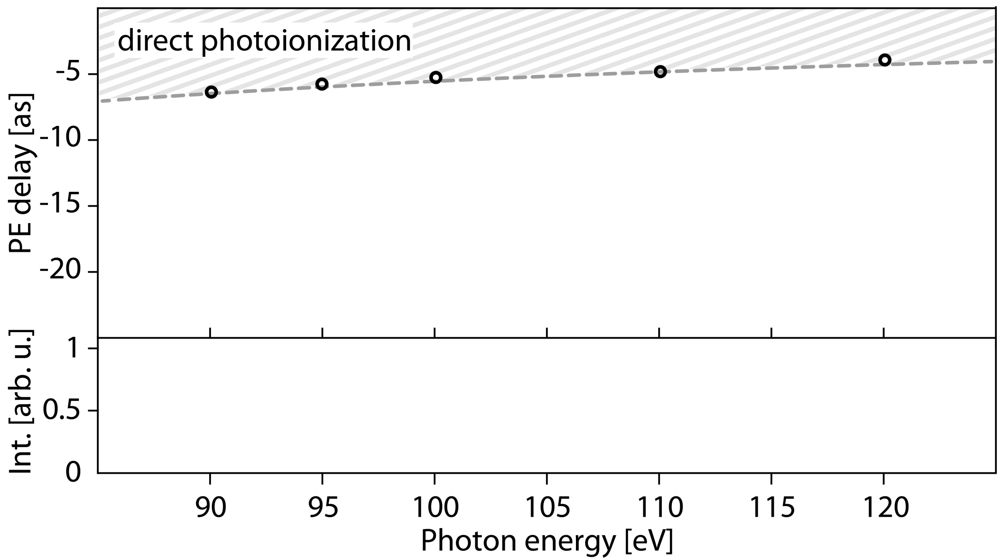 direct photoionization
PE delay [as]
-5
-10
-15
-20
Int. [arb. u.]
1
0.5
0
90 95 100 105 110 115 120
Photon energy [eV]